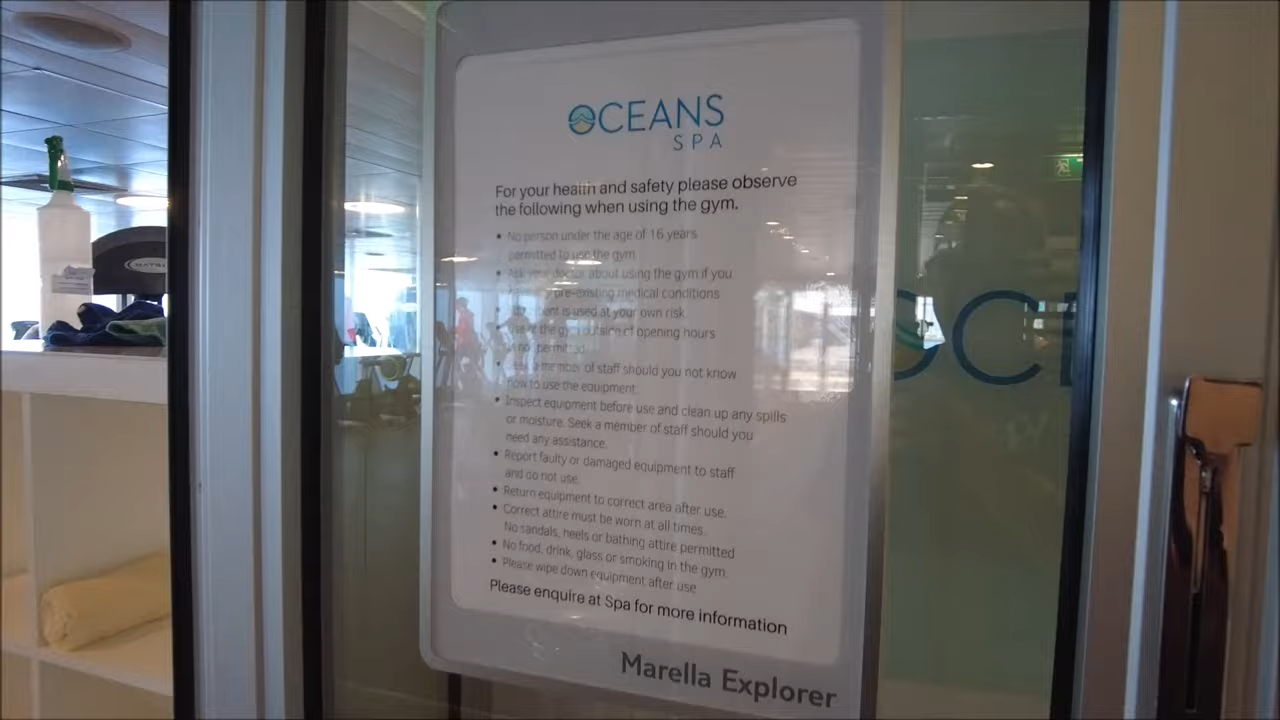 OCEANS
SPA
For your health and safety please observe
the following when using the gym.
• No person under the age of 16 years
permitted to use the gym
• Ask your doctor about using the gym if you
pre-existing medical conditions
is used at your own risk
• Use of the gym outside of opening hours
is not permitted
a member of staff should you not know
how to use the equipment
• Inspect equipment before use and clean up any spills
or moisture. Seek a member of staff should you
need any assistance.
• Report faulty or damaged equipment to staff
and do not use.
• Return equipment to correct area after use.
• Correct attire must be worn at all times.
No sandals, heels or bathing attire permitted
• No food, drink, glass or smoking in the gym.
• Please wipe down equipment after use
Please enquire at Spa for more information
Marella Explorer
OCE